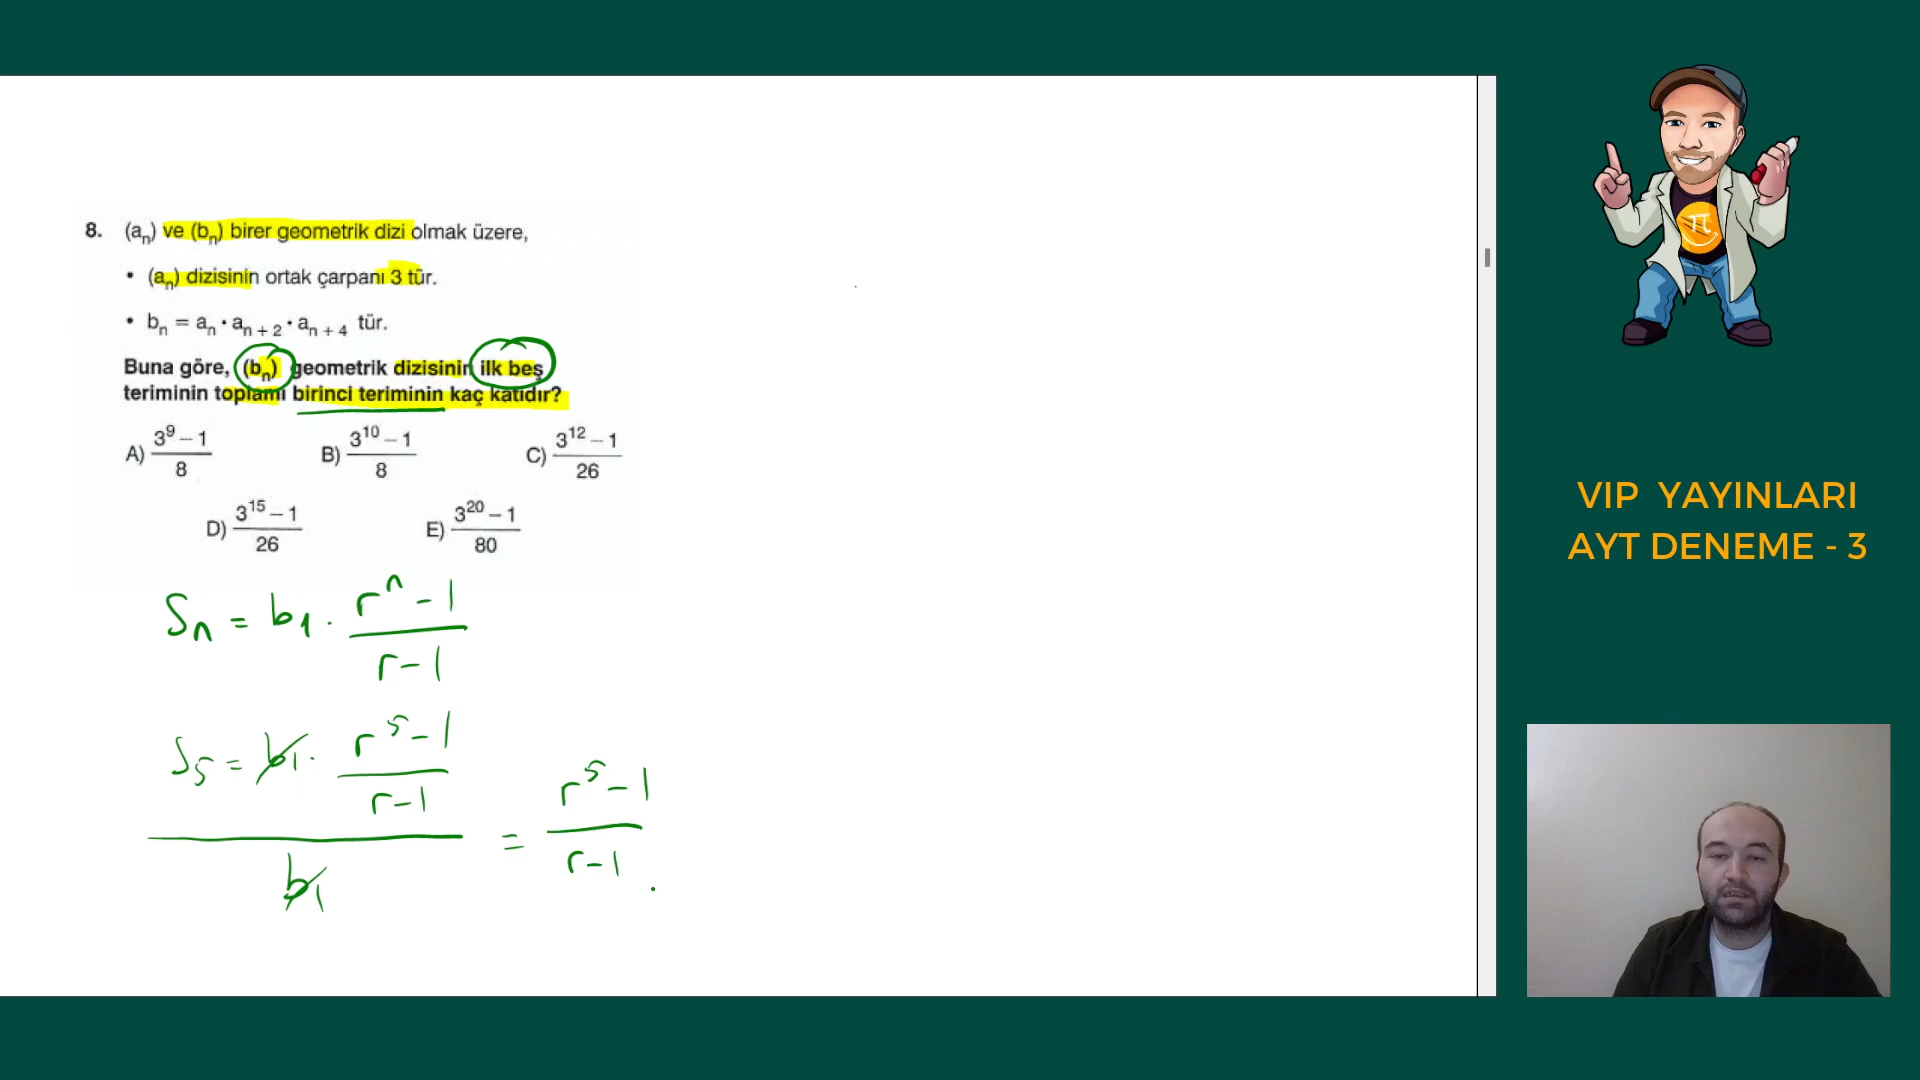 8. (aₙ) ve (bₙ) birer geometrik dizi olmak üzere,
• (aₙ) dizisinin ortak çarpanı 3 tür.
• bₙ = aₙ · aₙ₊₂ · aₙ₊₄ tür.
Buna göre, (bₙ) geometrik dizisinin ilk beş
teriminin toplamı birinci teriminin kaç katıdır?
A) (3⁹ – 1)/8 B) (3¹⁰ – 1)/8 C) (3¹² – 1)/26
D) (3¹⁵ – 1)/26 E) (3²⁰ – 1)/80
Sₙ = b₁ · (rⁿ – 1)/(r – 1)
S₅ = b₁ · (r⁵ – 1)/(r – 1)
b₁
= (r⁵ – 1)/(r – 1)
π
VIP YAYINLARI
AYT DENEME - 3